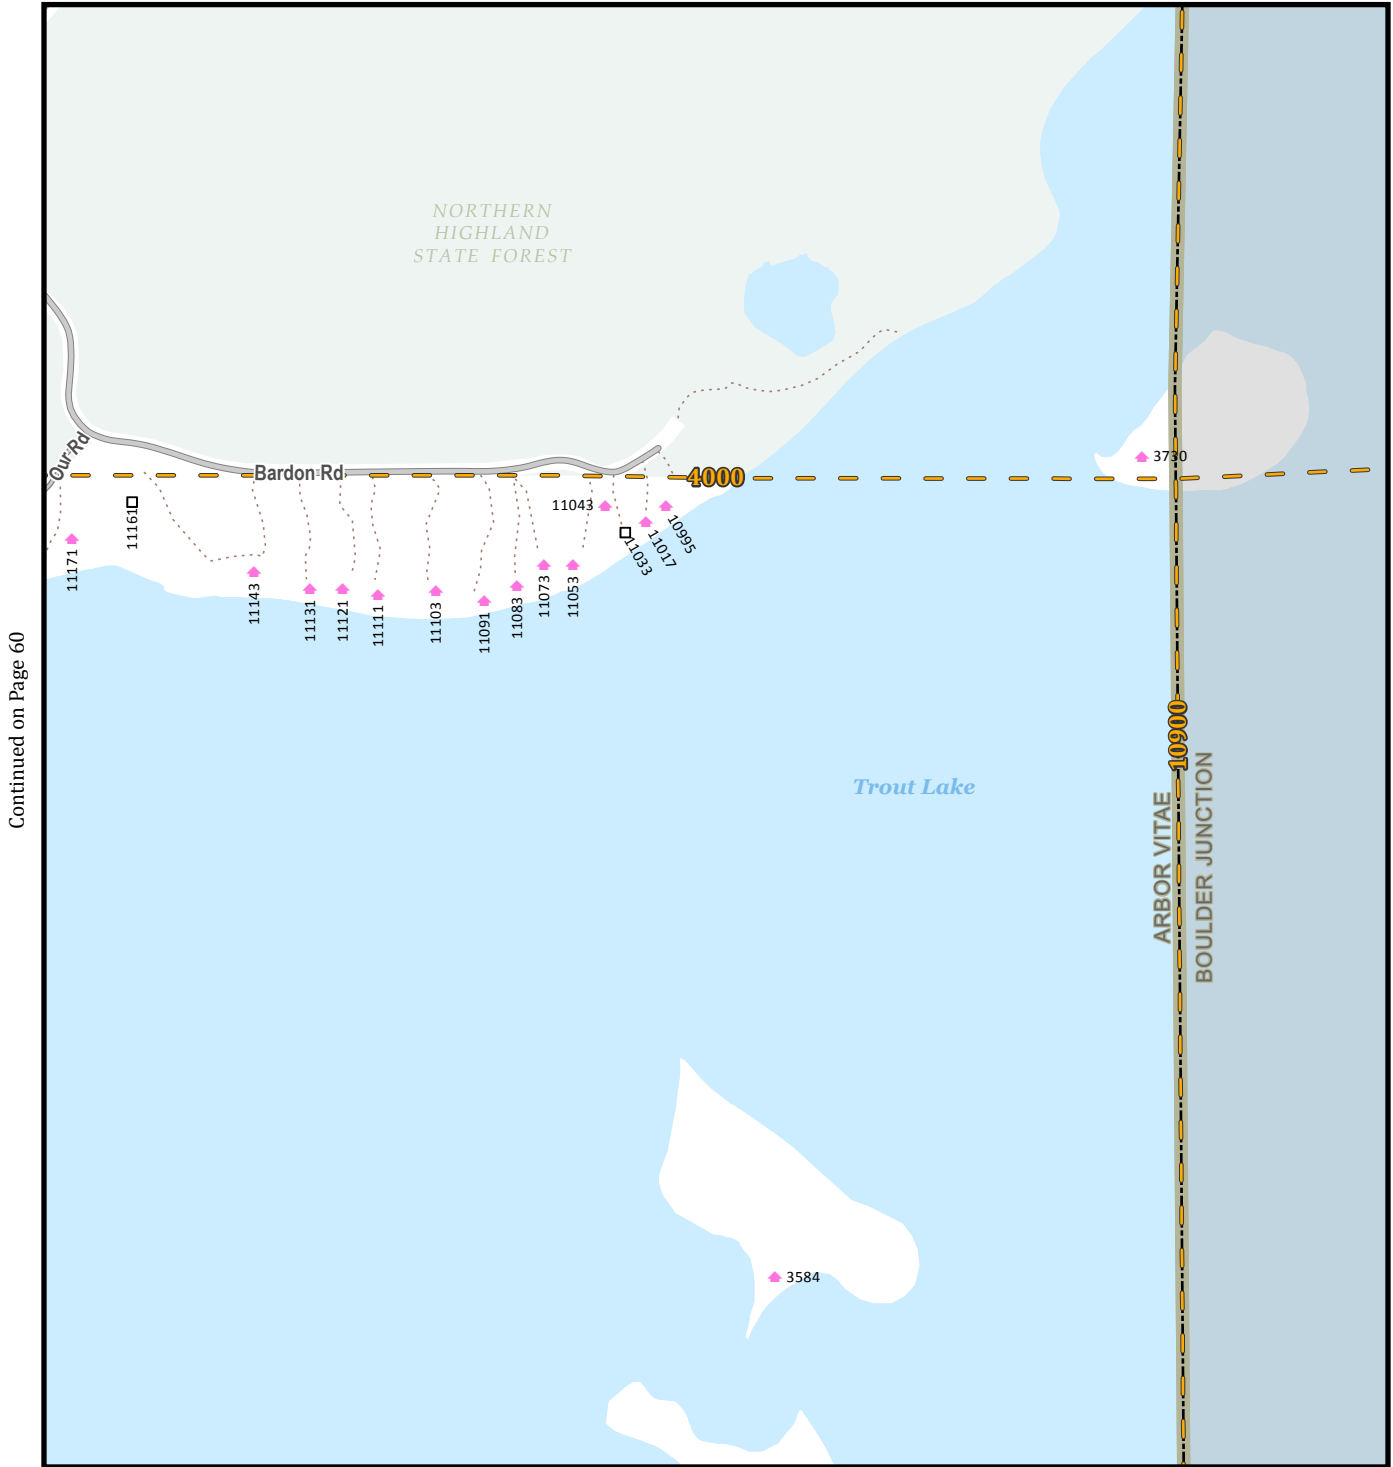 NORTHERN
HIGHLAND
STATE FOREST
Our Rd
Bardon Rd
4000
3730
11171
11161
11143
11131
11121
11111
11103
11091
11083
11073
11053
11043
11033
11017
10995
Continued on Page 60
10900
Trout Lake
ARBOR VITAE
BOULDER JUNCTION
3584